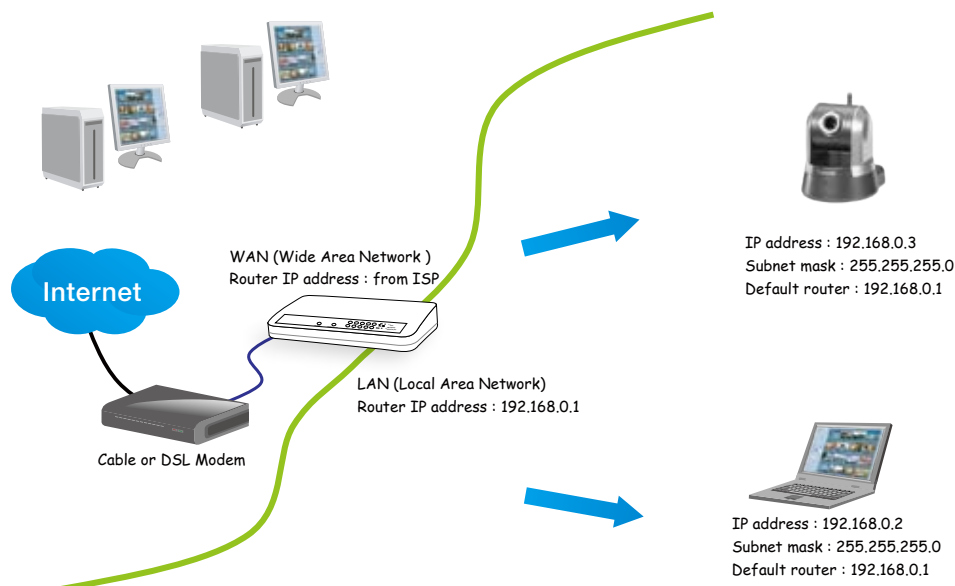 WAN (Wide Area Network )
Router IP address : from ISP
Internet
Cable or DSL Modem
LAN (Local Area Network)
Router IP address : 192.168.0.1
IP address : 192.168.0.3
Subnet mask : 255.255.255.0
Default router : 192.168.0.1
IP address : 192.168.0.2
Subnet mask : 255.255.255.0
Default router : 192.168.0.1